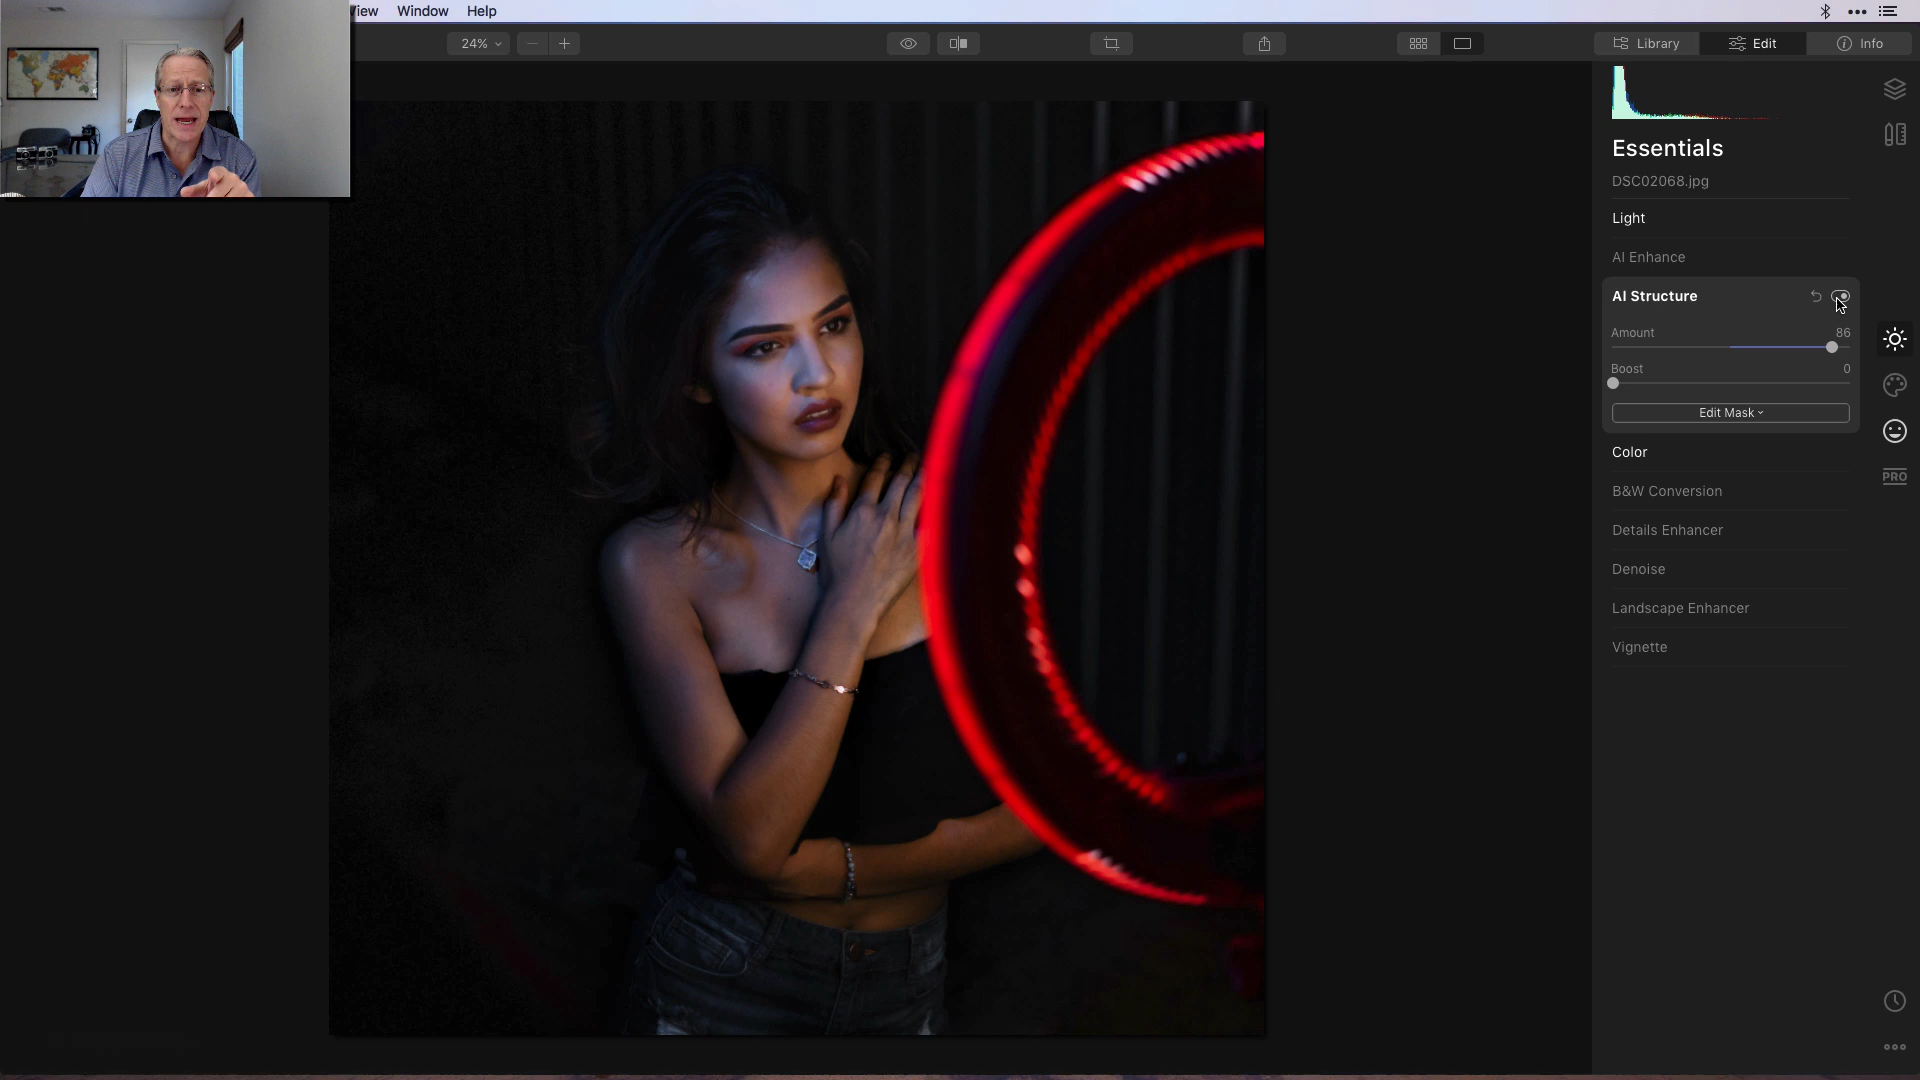 View Window Help
24%
Library Edit Info
Essentials
DSC02068.jpg
Light
AI Enhance
AI Structure
Amount 86
Boost 0
Edit Mask
Color
B&W Conversion
Details Enhancer
Denoise
Landscape Enhancer
Vignette
PRO